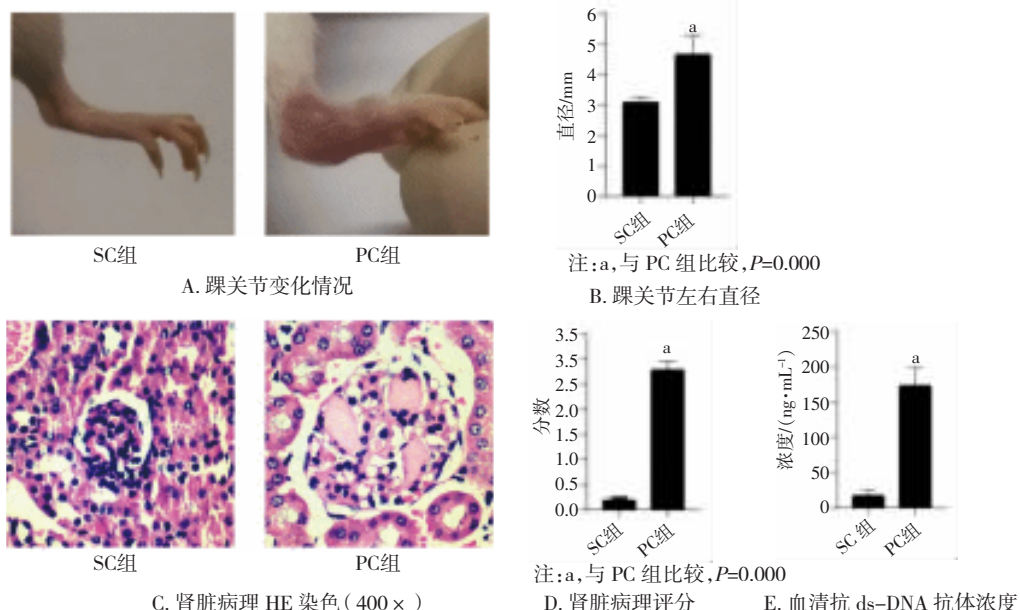 SC组
PC组
A. 踝关节变化情况
6
5
4
3
2
1
0
直径/mm
a
SC组
PC组
注:a,与 PC 组比较,P=0.000
B. 踝关节左右直径
SC组
PC组
C. 肾脏病理 HE 染色(400×)
3.5
3.5
2.5
2.0
1.5
1.0
0.5
0.0
分数
a
SC组
PC组
注:a,与 PC 组比较,P=0.000
D. 肾脏病理评分
250
200
150
100
50
0
浓度/(ng·mL⁻¹)
a
SC 组
PC组
E. 血清抗 ds-DNA 抗体浓度